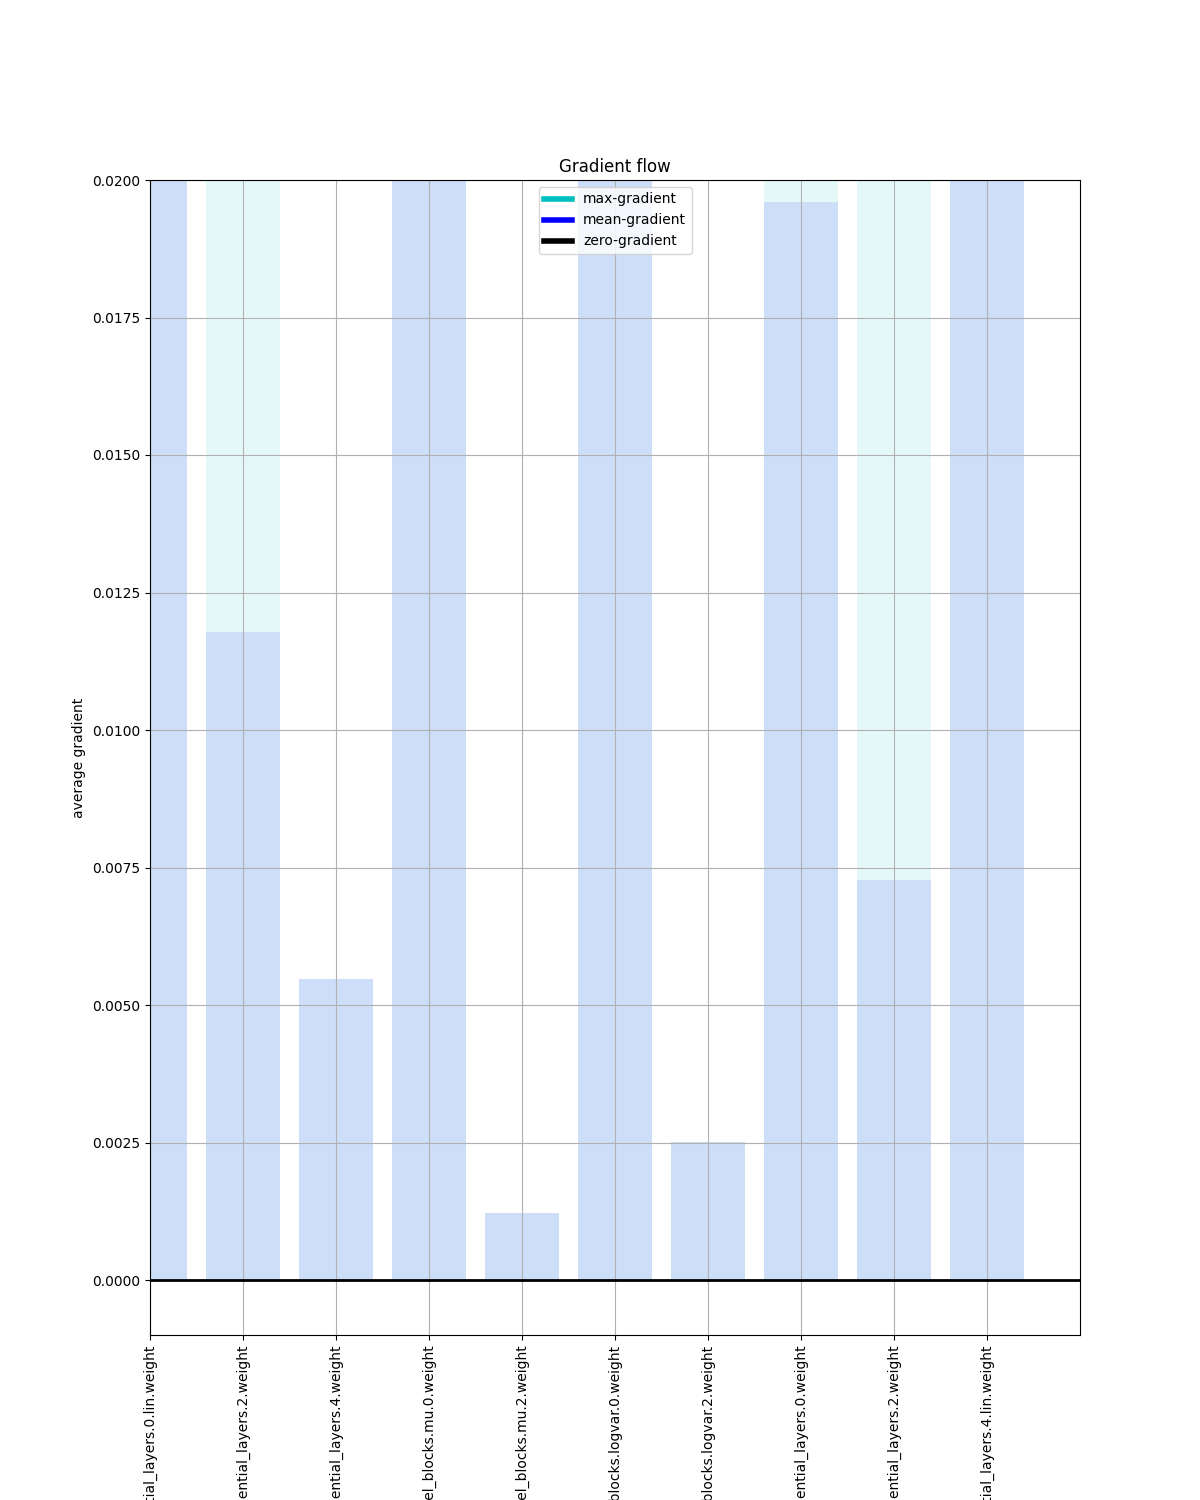 Gradient flow
max-gradient
mean-gradient
zero-gradient
0.0200
0.0175
0.0150
0.0125
0.0100
0.0075
0.0050
0.0025
0.0000
average gradient
tial_layers.0.lin.weight
ential_layers.2.weight
ential_layers.4.weight
el_blocks.mu.0.weight
el_blocks.mu.2.weight
blocks.logvar.0.weight
blocks.logvar.2.weight
ential_layers.0.weight
ential_layers.2.weight
tial_layers.4.lin.weight